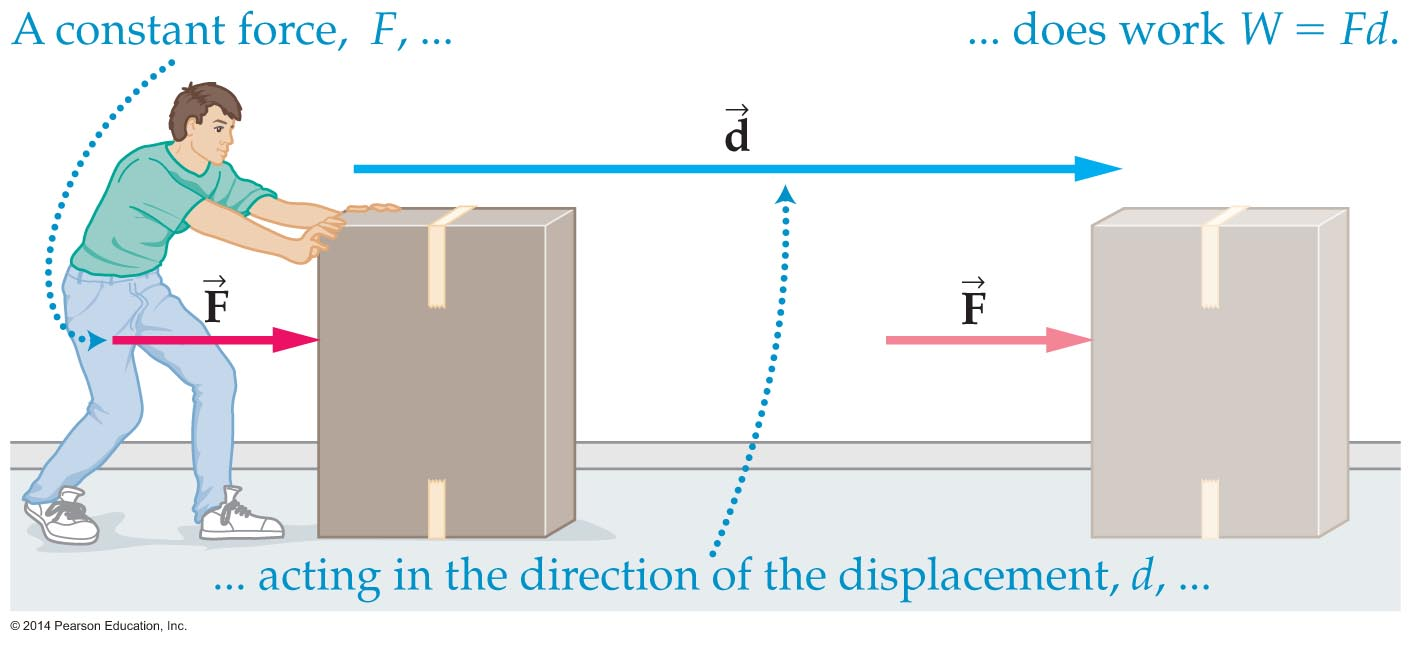 A constant force, F, ...
... does work W = Fd.
d
F
F
... acting in the direction of the displacement, d, ...
© 2014 Pearson Education, Inc.